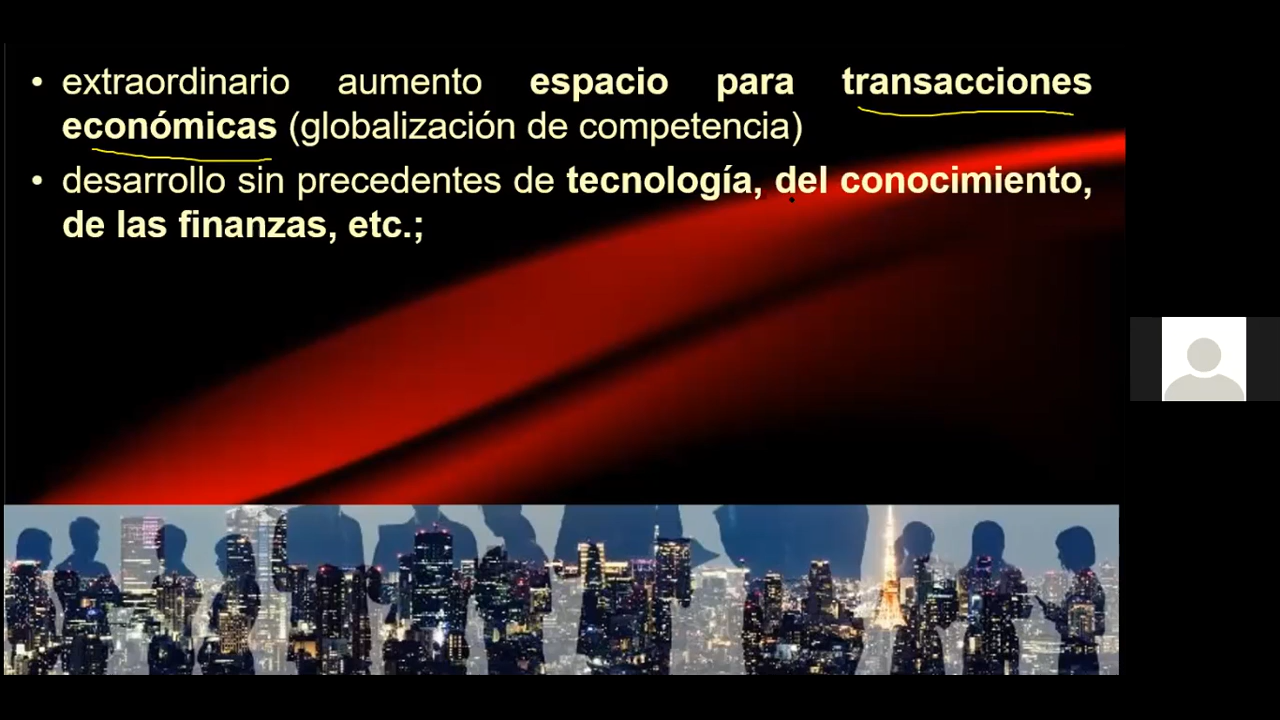 • extraordinario aumento espacio para transacciones
económicas (globalización de competencia)
• desarrollo sin precedentes de tecnología, del conocimiento,
de las finanzas, etc.;